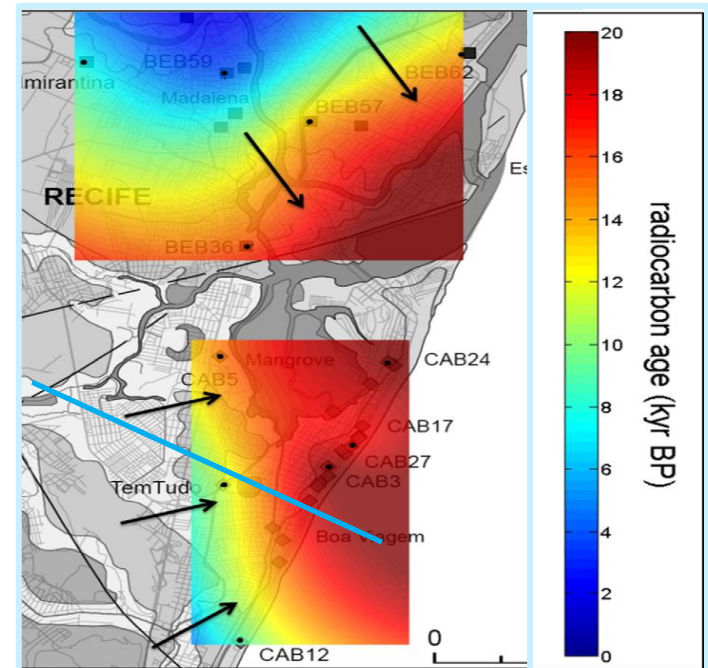 BEB59
BEB62
mirantina
Madalena
BEB57
Es
RECIFE
BEB36
Mangrove
CAB24
CAB5
CAB17
CAB27
TemTudo
CAB3
Boa Viagem
0
CAB12
20
18
16
14
12
10
8
6
4
2
0
radiocarbon age (kyr BP)